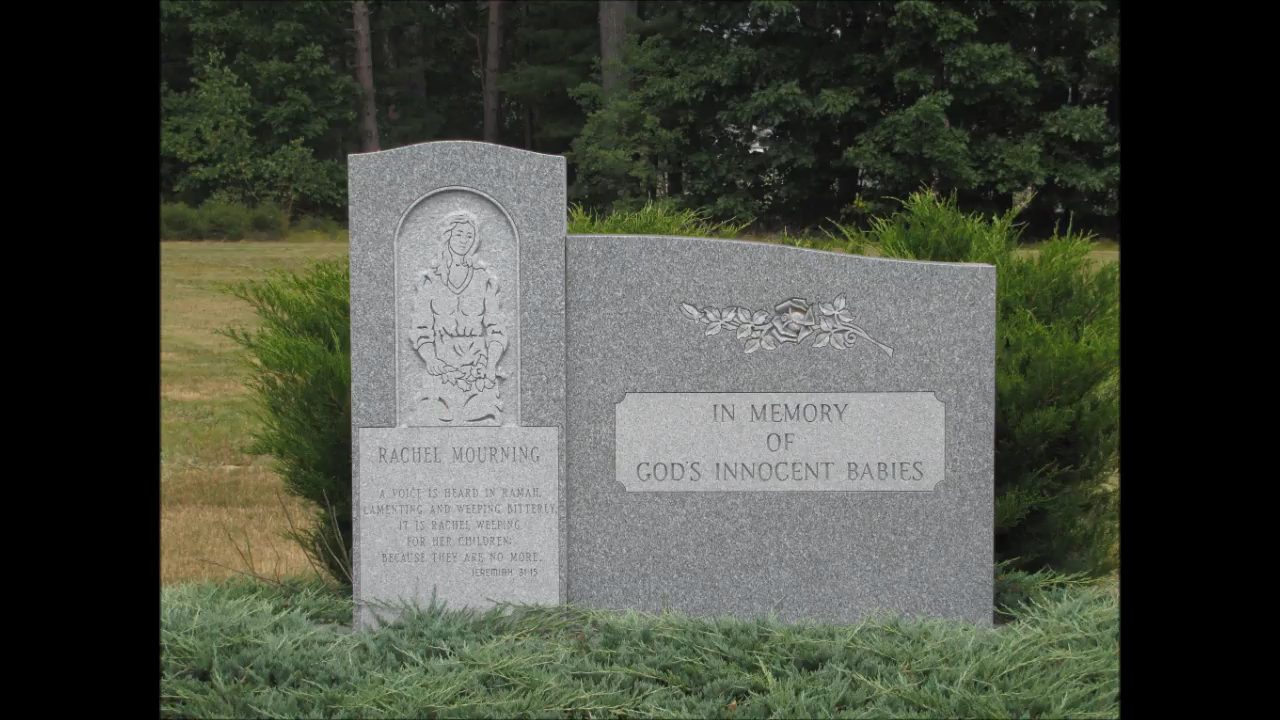 RACHEL MOURNING
A VOICE IS HEARD IN RAMAH,
LAMENTING AND WEEPING BITTERLY,
IT IS RACHEL WEEPING
FOR HER CHILDREN;
BECAUSE THEY ARE NO MORE.
JEREMIAH 31:15
IN MEMORY
OF
GOD'S INNOCENT BABIES